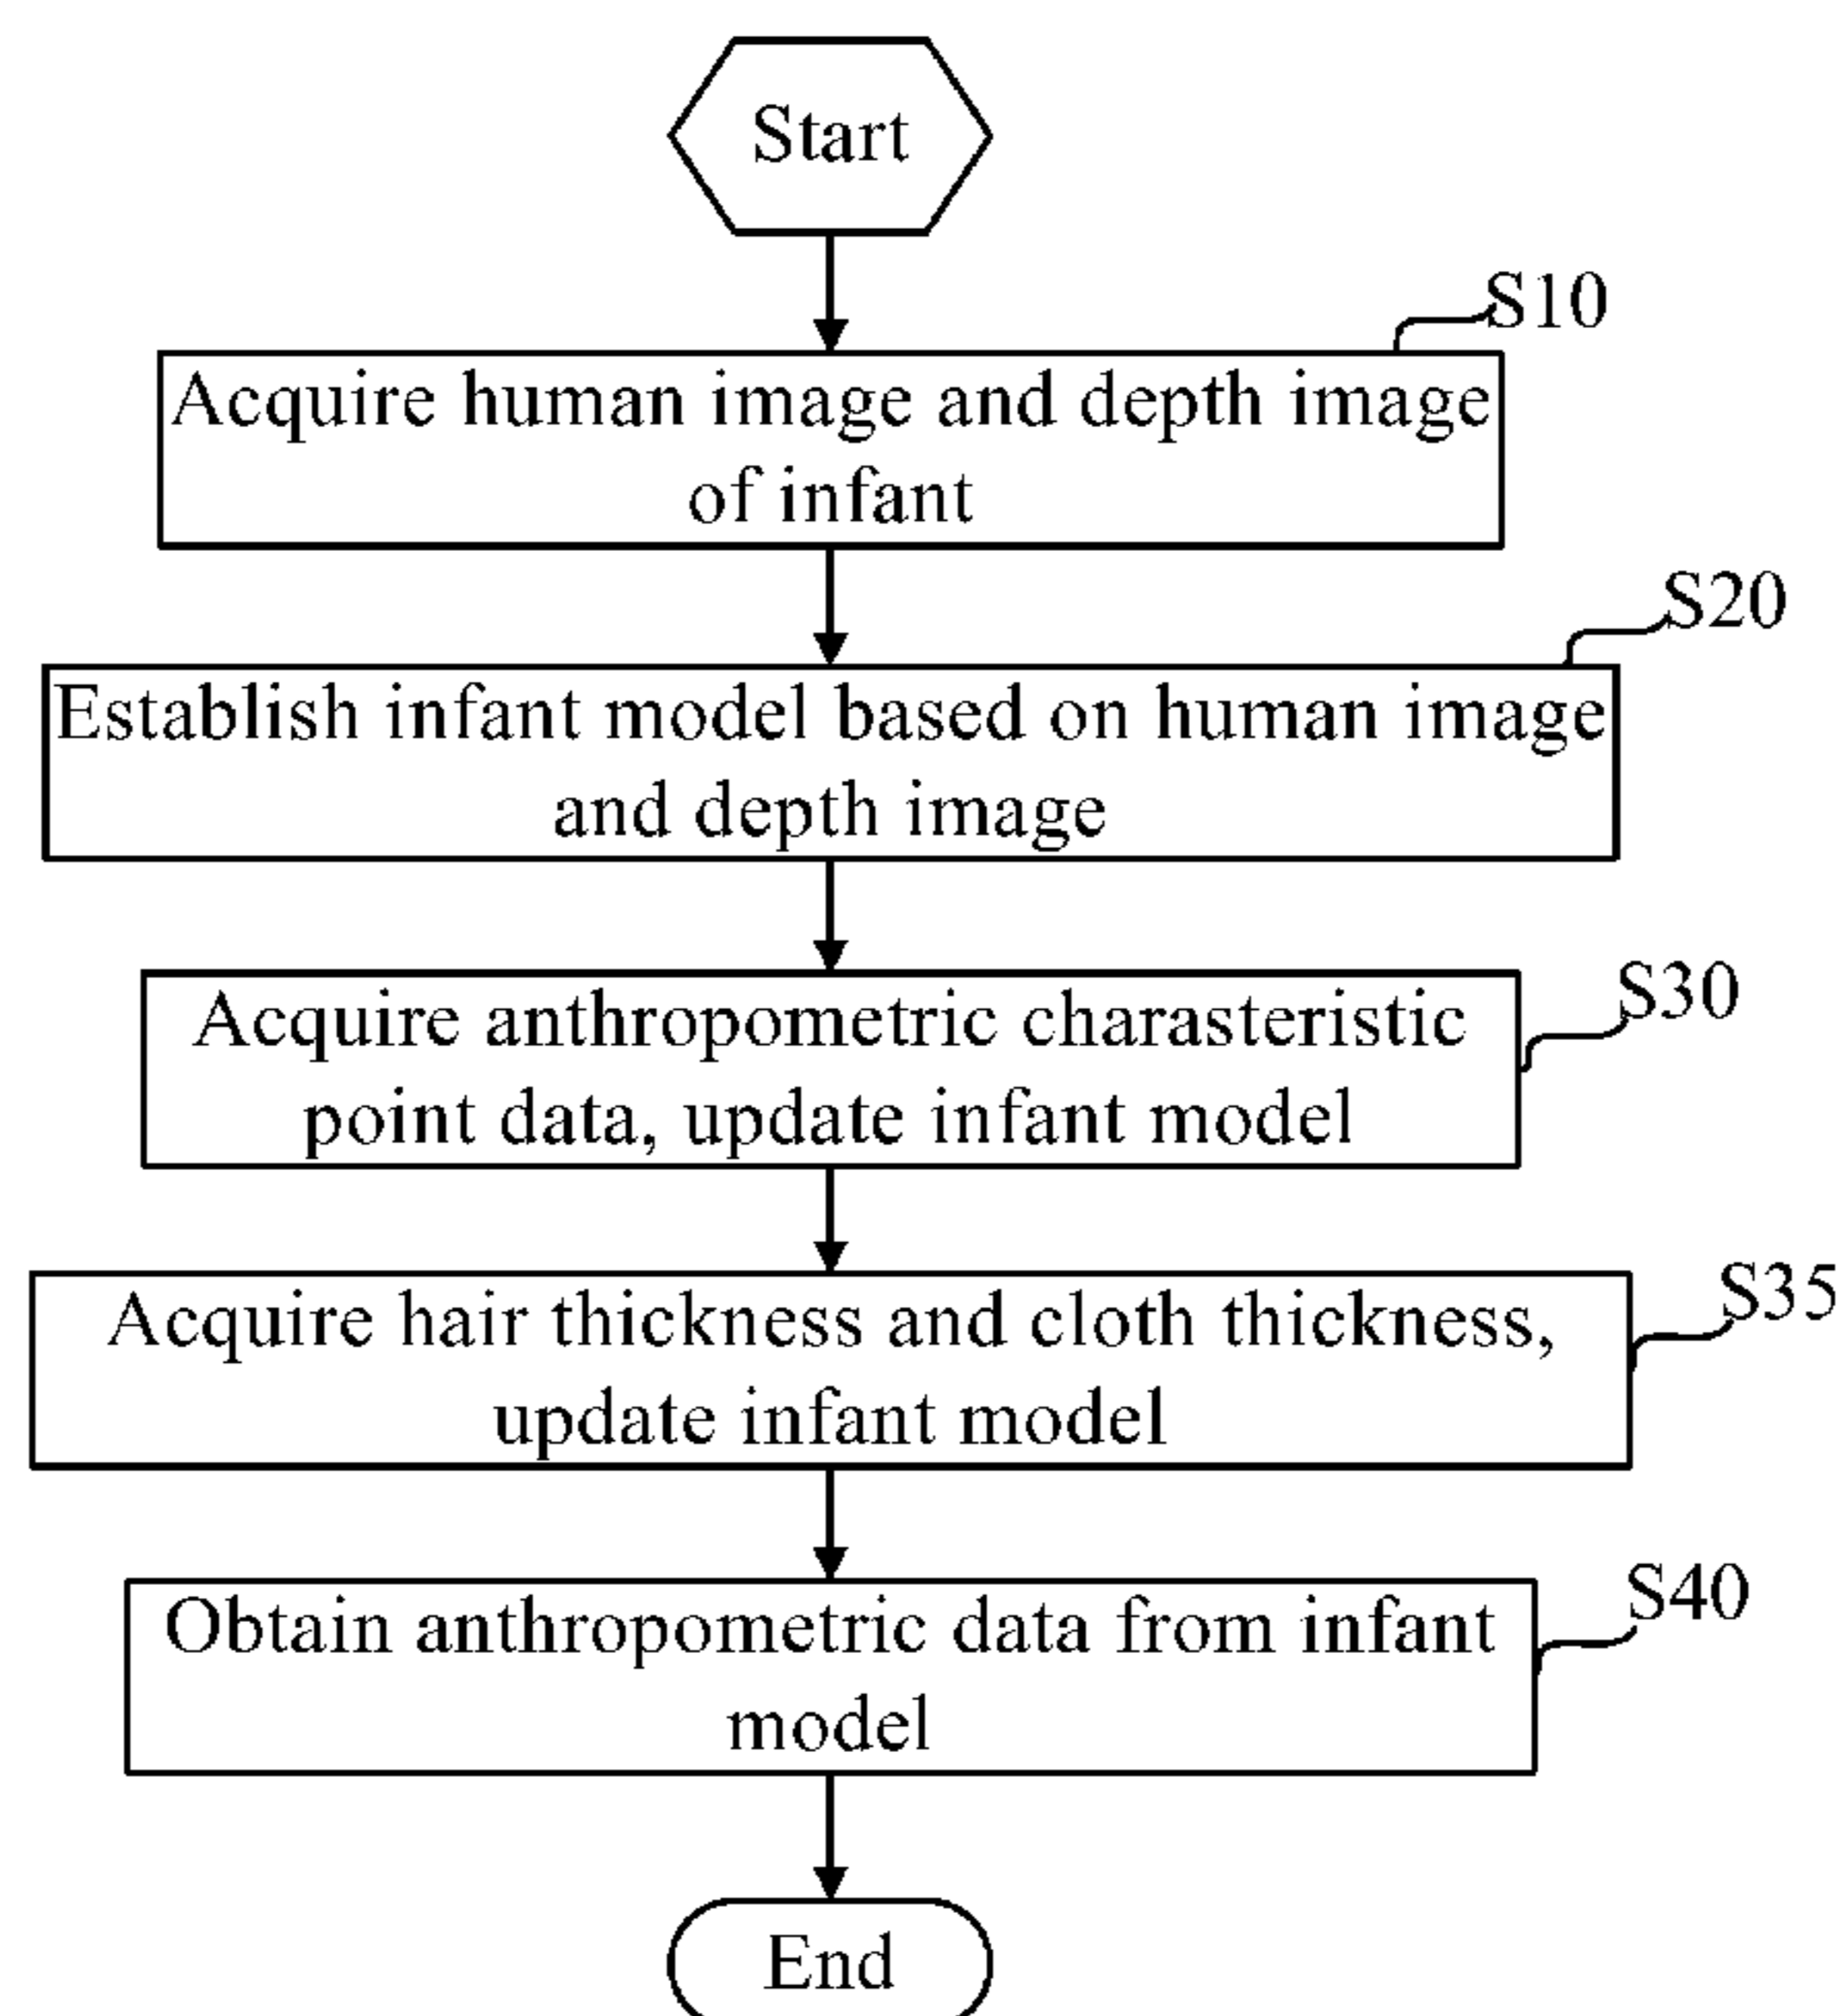 Start
S10
Acquire human image and depth image
of infant
S20
Establish infant model based on human image
and depth image
S30
Acquire anthropometric charasteristic
point data, update infant model
S35
Acquire hair thickness and cloth thickness,
update infant model
S40
Obtain anthropometric data from infant
model
End